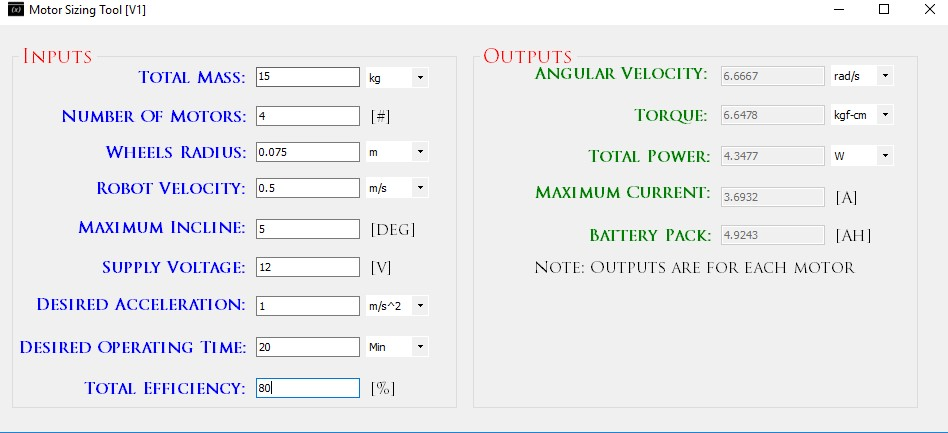 Motor Sizing Tool [V1]
Inputs
Total Mass: 15 kg
Number Of Motors: 4 [#]
Wheels Radius: 0.075 m
Robot Velocity: 0.5 m/s
Maximum Incline: 5 [DEG]
Supply Voltage: 12 [V]
Desired Acceleration: 1 m/s^2
Desired Operating Time: 20 Min
Total Efficiency: 80 [%]
Outputs
Angular Velocity: 6.6667 rad/s
Torque: 6.6478 kgf-cm
Total Power: 4.3477 W
Maximum Current: 3.6932 [A]
Battery Pack: 4.9243 [AH]
Note: Outputs are for each motor